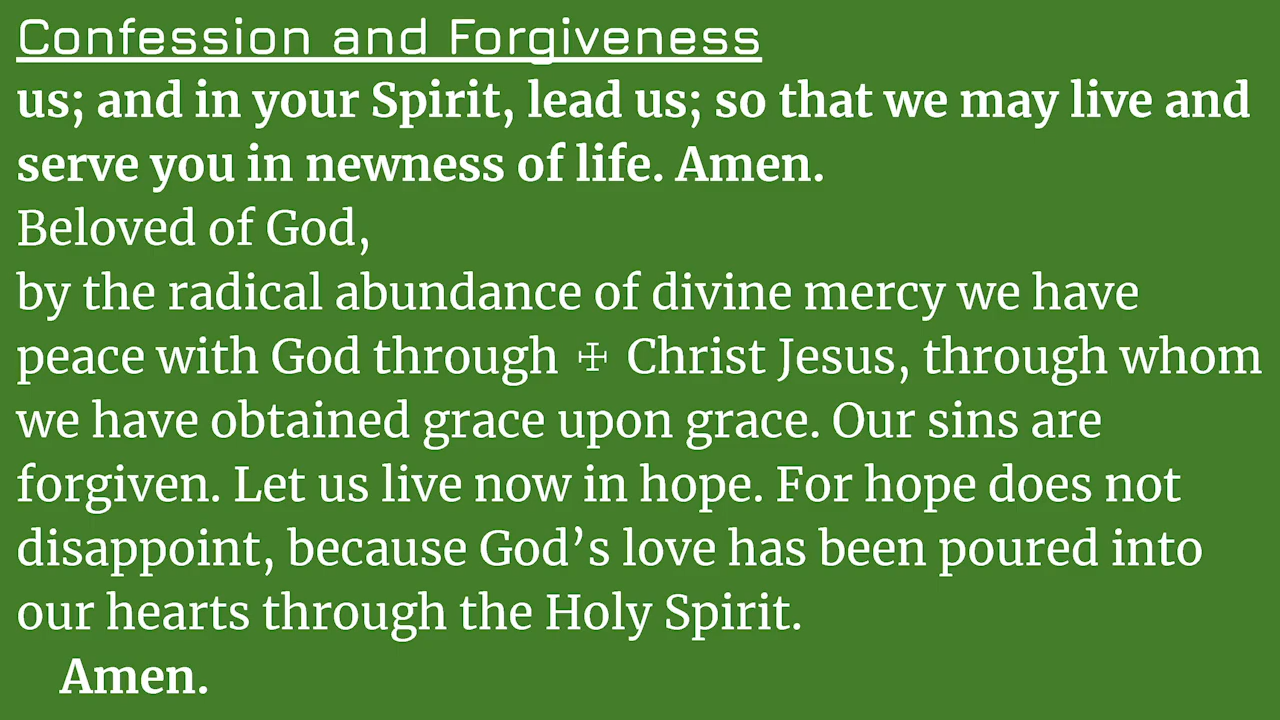 Confession and Forgiveness
us; and in your Spirit, lead us; so that we may live and
serve you in newness of life. Amen.
Beloved of God,
by the radical abundance of divine mercy we have
peace with God through ☩ Christ Jesus, through whom
we have obtained grace upon grace. Our sins are
forgiven. Let us live now in hope. For hope does not
disappoint, because God’s love has been poured into
our hearts through the Holy Spirit.
Amen.